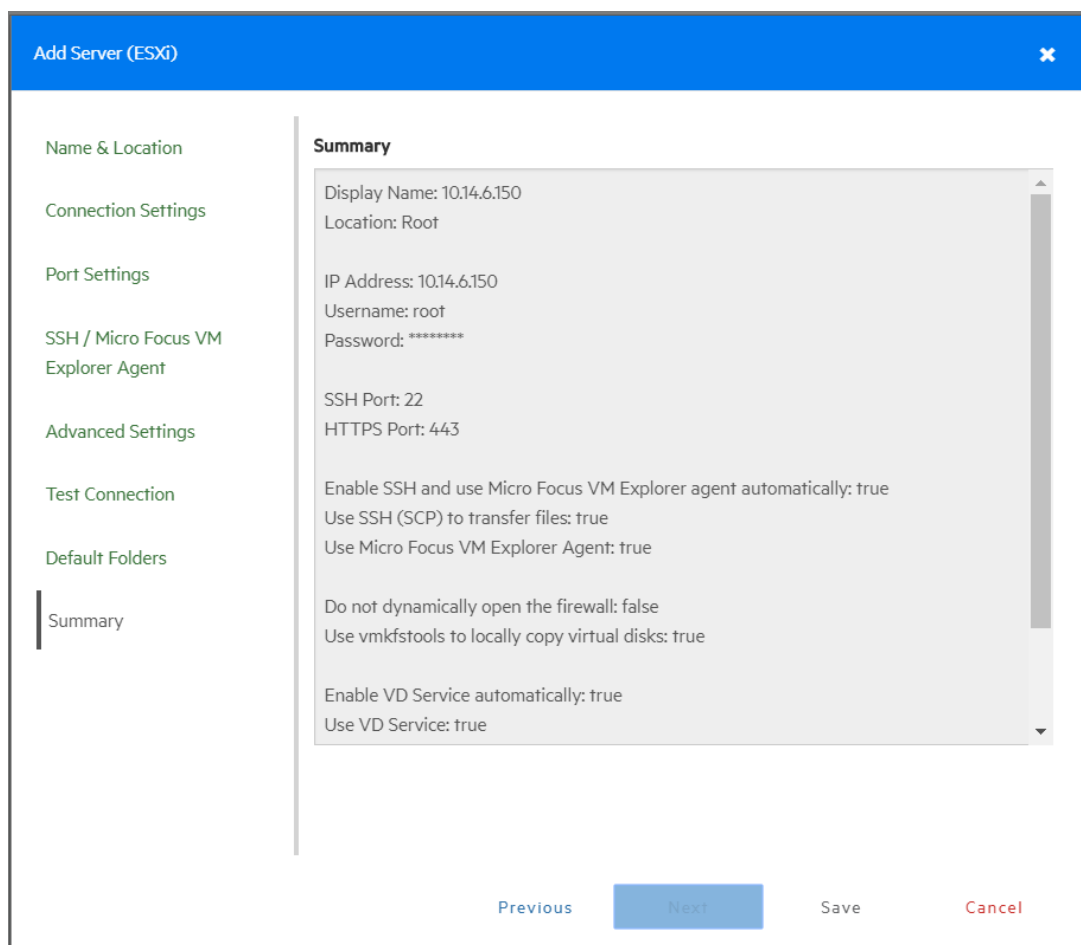 Add Server (ESXi)
Name & Location
Connection Settings
Port Settings
SSH / Micro Focus VM
Explorer Agent
Advanced Settings
Test Connection
Default Folders
Summary
Summary
Display Name: 10.14.6.150
Location: Root
IP Address: 10.14.6.150
Username: root
Password: ********
SSH Port: 22
HTTPS Port: 443
Enable SSH and use Micro Focus VM Explorer agent automatically: true
Use SSH (SCP) to transfer files: true
Use Micro Focus VM Explorer Agent: true
Do not dynamically open the firewall: false
Use vmkfstools to locally copy virtual disks: true
Enable VD Service automatically: true
Use VD Service: true
Previous
Next
Save
Cancel